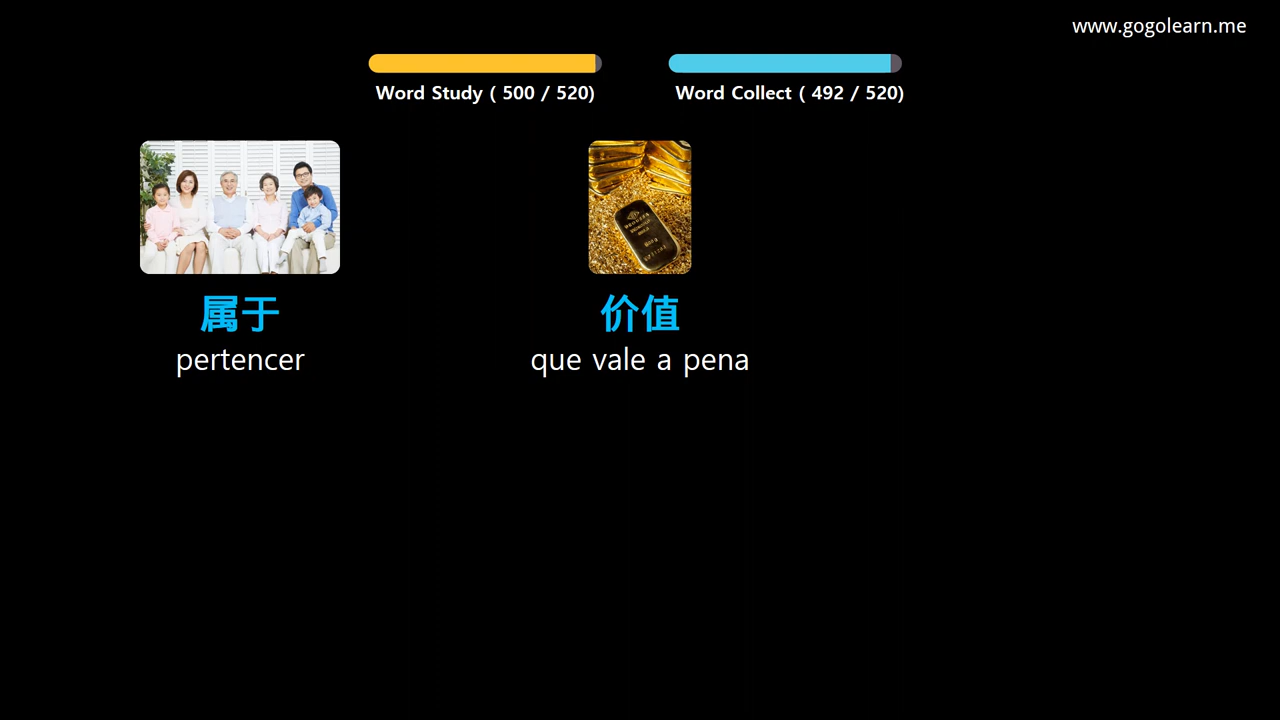 www.gogolearn.me
Word Study ( 500 / 520)
Word Collect ( 492 / 520)
属于
价值
pertencer
que vale a pena